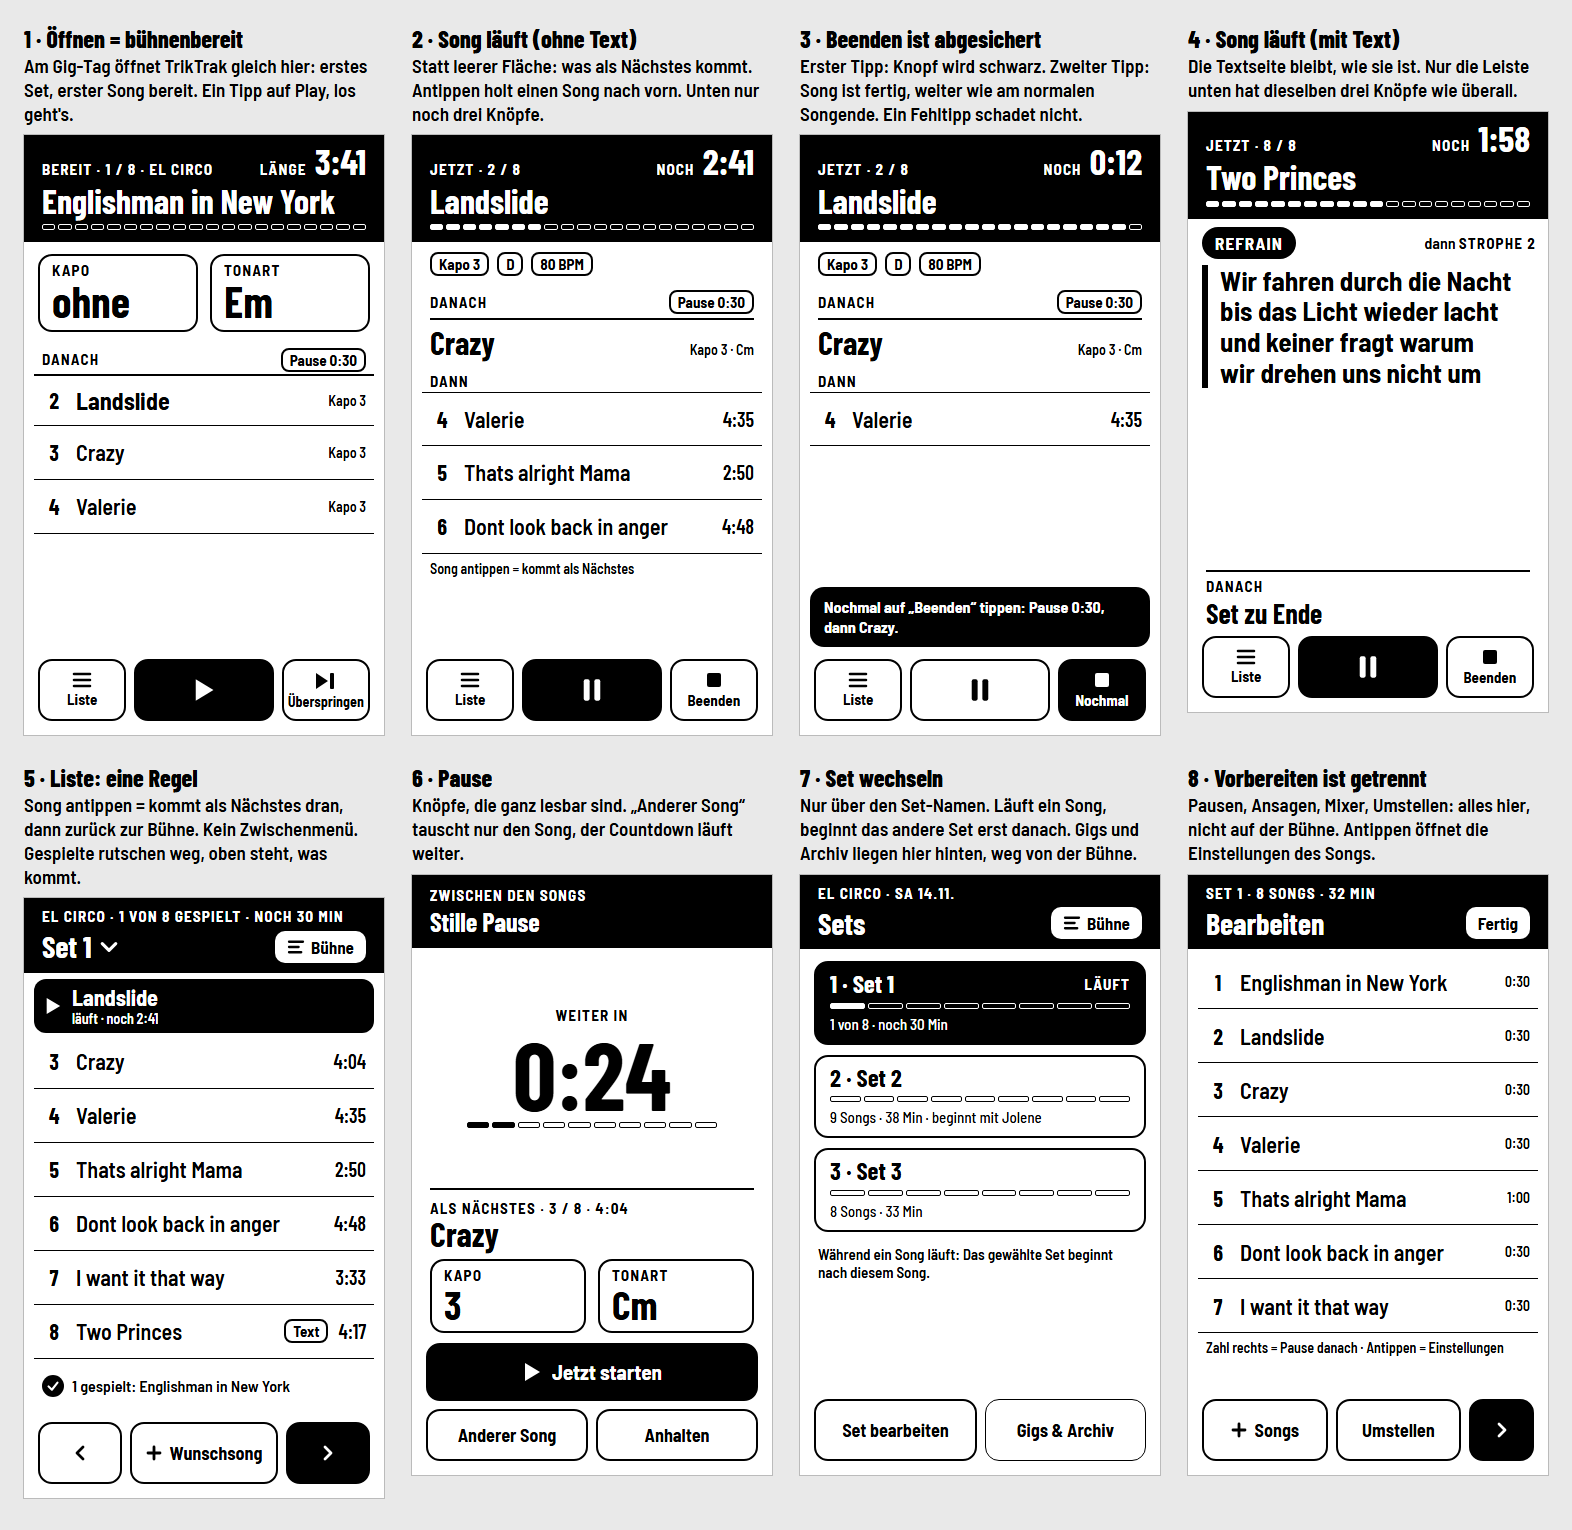 1 · Öffnen = bühnenbereit
Am Gig-Tag öffnet TrikTrak gleich hier: erstes
Set, erster Song bereit. Ein Tipp auf Play, los
geht's.
BEREIT · 1 / 8 · EL CIRCO LÄNGE 3:41
Englishman in New York
KAPO
ohne
TONART
Em
DANACH Pause 0:30
2 Landslide Kapo 3
3 Crazy Kapo 3
4 Valerie Kapo 3
Liste
Überspringen
2 · Song läuft (ohne Text)
Statt leerer Fläche: was als Nächstes kommt.
Antippen holt einen Song nach vorn. Unten nur
noch drei Knöpfe.
JETZT · 2 / 8 NOCH 2:41
Landslide
Kapo 3 D 80 BPM
DANACH Pause 0:30
Crazy Kapo 3 · Cm
DANN
4 Valerie 4:35
5 Thats alright Mama 2:50
6 Dont look back in anger 4:48
Song antippen = kommt als Nächstes
Liste
Beenden
3 · Beenden ist abgesichert
Erster Tipp: Knopf wird schwarz. Zweiter Tipp:
Song ist fertig, weiter wie am normalen
Songende. Ein Fehltipp schadet nicht.
JETZT · 2 / 8 NOCH 0:12
Landslide
Kapo 3 D 80 BPM
DANACH Pause 0:30
Crazy Kapo 3 · Cm
DANN
4 Valerie 4:35
Nochmal auf „Beenden“ tippen: Pause 0:30,
dann Crazy.
Liste
Nochmal
4 · Song läuft (mit Text)
Die Textseite bleibt, wie sie ist. Nur die Leiste
unten hat dieselben drei Knöpfe wie überall.
JETZT · 8 / 8 NOCH 1:58
Two Princes
REFRAIN dann STROPHE 2
Wir fahren durch die Nacht
bis das Licht wieder lacht
und keiner fragt warum
wir drehen uns nicht um
DANACH
Set zu Ende
Liste
Beenden
5 · Liste: eine Regel
Song antippen = kommt als Nächstes dran,
dann zurück zur Bühne. Kein Zwischenmenü.
Gespielte rutschen weg, oben steht, was
kommt.
EL CIRCO · 1 VON 8 GESPIELT · NOCH 30 MIN
Set 1 Bühne
Landslide
läuft · noch 2:41
3 Crazy 4:04
4 Valerie 4:35
5 Thats alright Mama 2:50
6 Dont look back in anger 4:48
7 I want it that way 3:33
8 Two Princes Text 4:17
1 gespielt: Englishman in New York
+ Wunschsong
6 · Pause
Knöpfe, die ganz lesbar sind. „Anderer Song“
tauscht nur den Song, der Countdown läuft
weiter.
ZWISCHEN DEN SONGS
Stille Pause
WEITER IN
0:24
ALS NÄCHSTES · 3 / 8 · 4:04
Crazy
KAPO
3
TONART
Cm
Jetzt starten
Anderer Song
Anhalten
7 · Set wechseln
Nur über den Set-Namen. Läuft ein Song,
beginnt das andere Set erst danach. Gigs und
Archiv liegen hier hinten, weg von der Bühne.
EL CIRCO · SA 14.11.
Sets Bühne
1 · Set 1 LÄUFT
1 von 8 · noch 30 Min
2 · Set 2
9 Songs · 38 Min · beginnt mit Jolene
3 · Set 3
8 Songs · 33 Min
Während ein Song läuft: Das gewählte Set beginnt
nach diesem Song.
Set bearbeiten
Gigs & Archiv
8 · Vorbereiten ist getrennt
Pausen, Ansagen, Mixer, Umstellen: alles hier,
nicht auf der Bühne. Antippen öffnet die
Einstellungen des Songs.
SET 1 · 8 SONGS · 32 MIN
Bearbeiten Fertig
1 Englishman in New York 0:30
2 Landslide 0:30
3 Crazy 0:30
4 Valerie 0:30
5 Thats alright Mama 1:00
6 Dont look back in anger 0:30
7 I want it that way 0:30
Zahl rechts = Pause danach · Antippen = Einstellungen
+ Songs
Umstellen